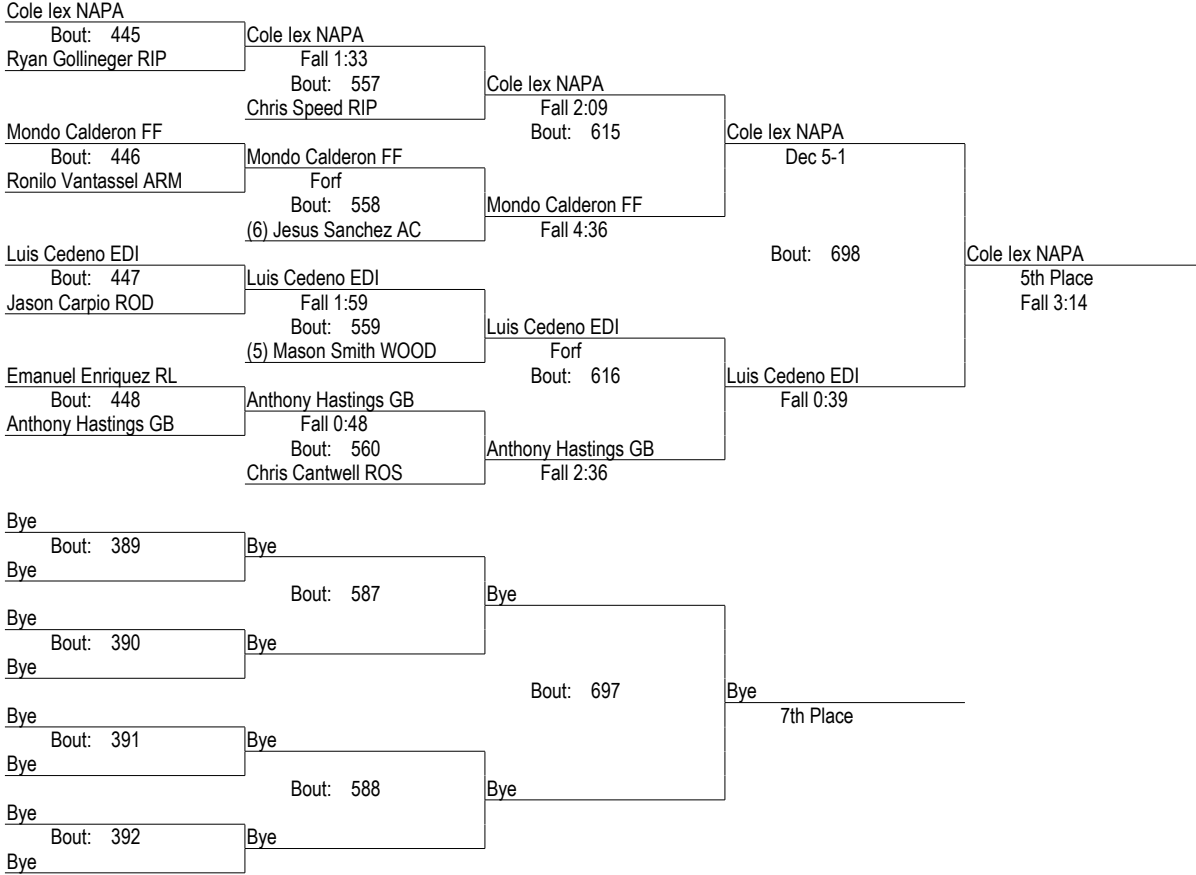 Cole Iex NAPA
Bout: 445
Ryan Gollineger RIP
Cole Iex NAPA
Fall 1:33
Bout: 557
Chris Speed RIP
Cole Iex NAPA
Fall 2:09
Bout: 615
Mondo Calderon FF
Bout: 446
Ronilo Vantassel ARM
Mondo Calderon FF
Forf
Bout: 558
(6) Jesus Sanchez AC
Mondo Calderon FF
Fall 4:36
Cole Iex NAPA
Dec 5-1
Bout: 698
Luis Cedeno EDI
Bout: 447
Jason Carpio ROD
Luis Cedeno EDI
Fall 1:59
Bout: 559
(5) Mason Smith WOOD
Luis Cedeno EDI
Forf
Bout: 616
Emanuel Enriquez RL
Bout: 448
Anthony Hastings GB
Anthony Hastings GB
Fall 0:48
Bout: 560
Chris Cantwell ROS
Anthony Hastings GB
Fall 2:36
Luis Cedeno EDI
Fall 0:39
Cole Iex NAPA
5th Place
Fall 3:14
Bye
Bout: 389
Bye
Bye
Bout: 587
Bye
Bout: 390
Bye
Bye
Bye
Bout: 697
Bye
Bout: 391
Bye
Bye
Bout: 588
Bye
Bout: 392
Bye
Bye
Bye
Bye
7th Place